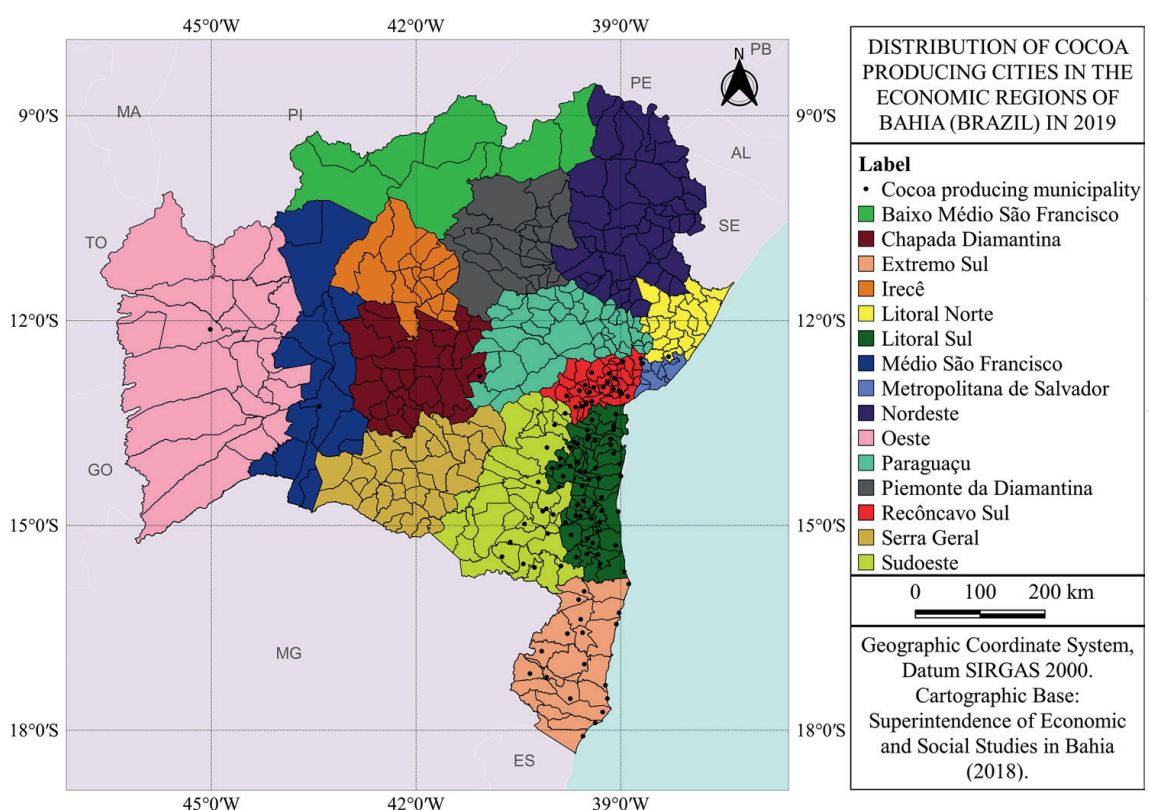 45°0'W 42°0'W 39°0'W
N
PB
PE
MA
PI
9°0'S 9°0'S
AL
SE
TO
12°0'S 12°0'S
GO
15°0'S 15°0'S
MG
18°0'S 18°0'S
ES
45°0'W 42°0'W 39°0'W
DISTRIBUTION OF COCOA
PRODUCING CITIES IN THE
ECONOMIC REGIONS OF
BAHIA (BRAZIL) IN 2019
Label
Cocoa producing municipality
Baixo Médio São Francisco
Chapada Diamantina
Extremo Sul
Irecê
Litoral Norte
Litoral Sul
Médio São Francisco
Metropolitana de Salvador
Nordeste
Oeste
Paraguaçu
Piemonte da Diamantina
Recôncavo Sul
Serra Geral
Sudoeste
0 100 200 km
Geographic Coordinate System,
Datum SIRGAS 2000.
Cartographic Base:
Superintendence of Economic
and Social Studies in Bahia
(2018).